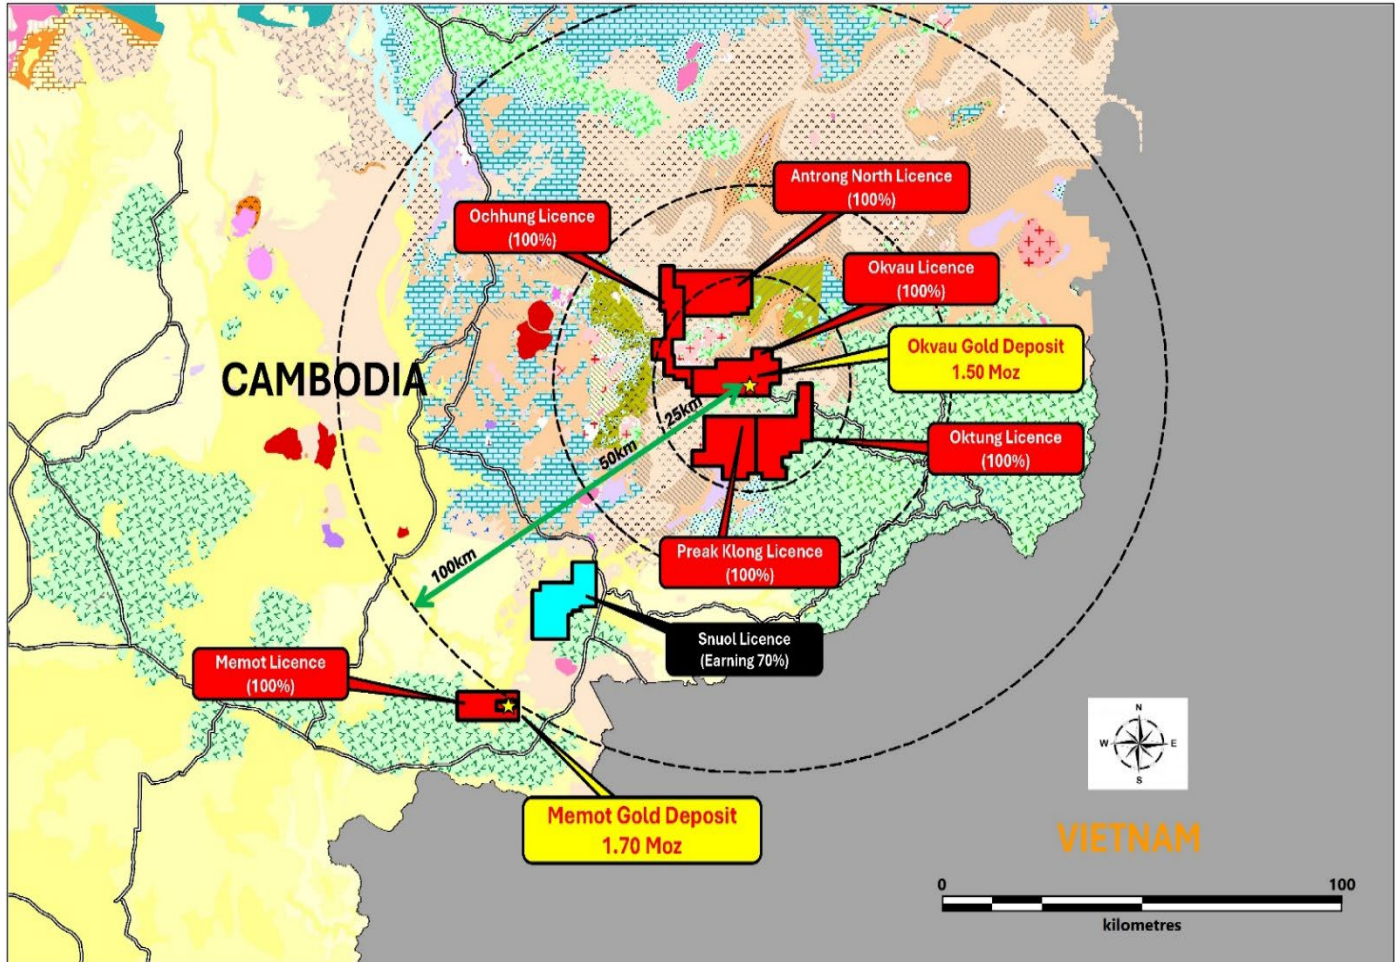 Antrong North Licence
(100%)
Ochhung Licence
(100%)
Okvau Licence
(100%)
Okvau Gold Deposit
1.50 Moz
CAMBODIA
25km
50km
Oktung Licence
(100%)
Preak Klong Licence
(100%)
100km
Snuol Licence
(Earning 70%)
Memot Licence
(100%)
N
W
E
S
Memot Gold Deposit
1.70 Moz
VIETNAM
0
100
kilometres